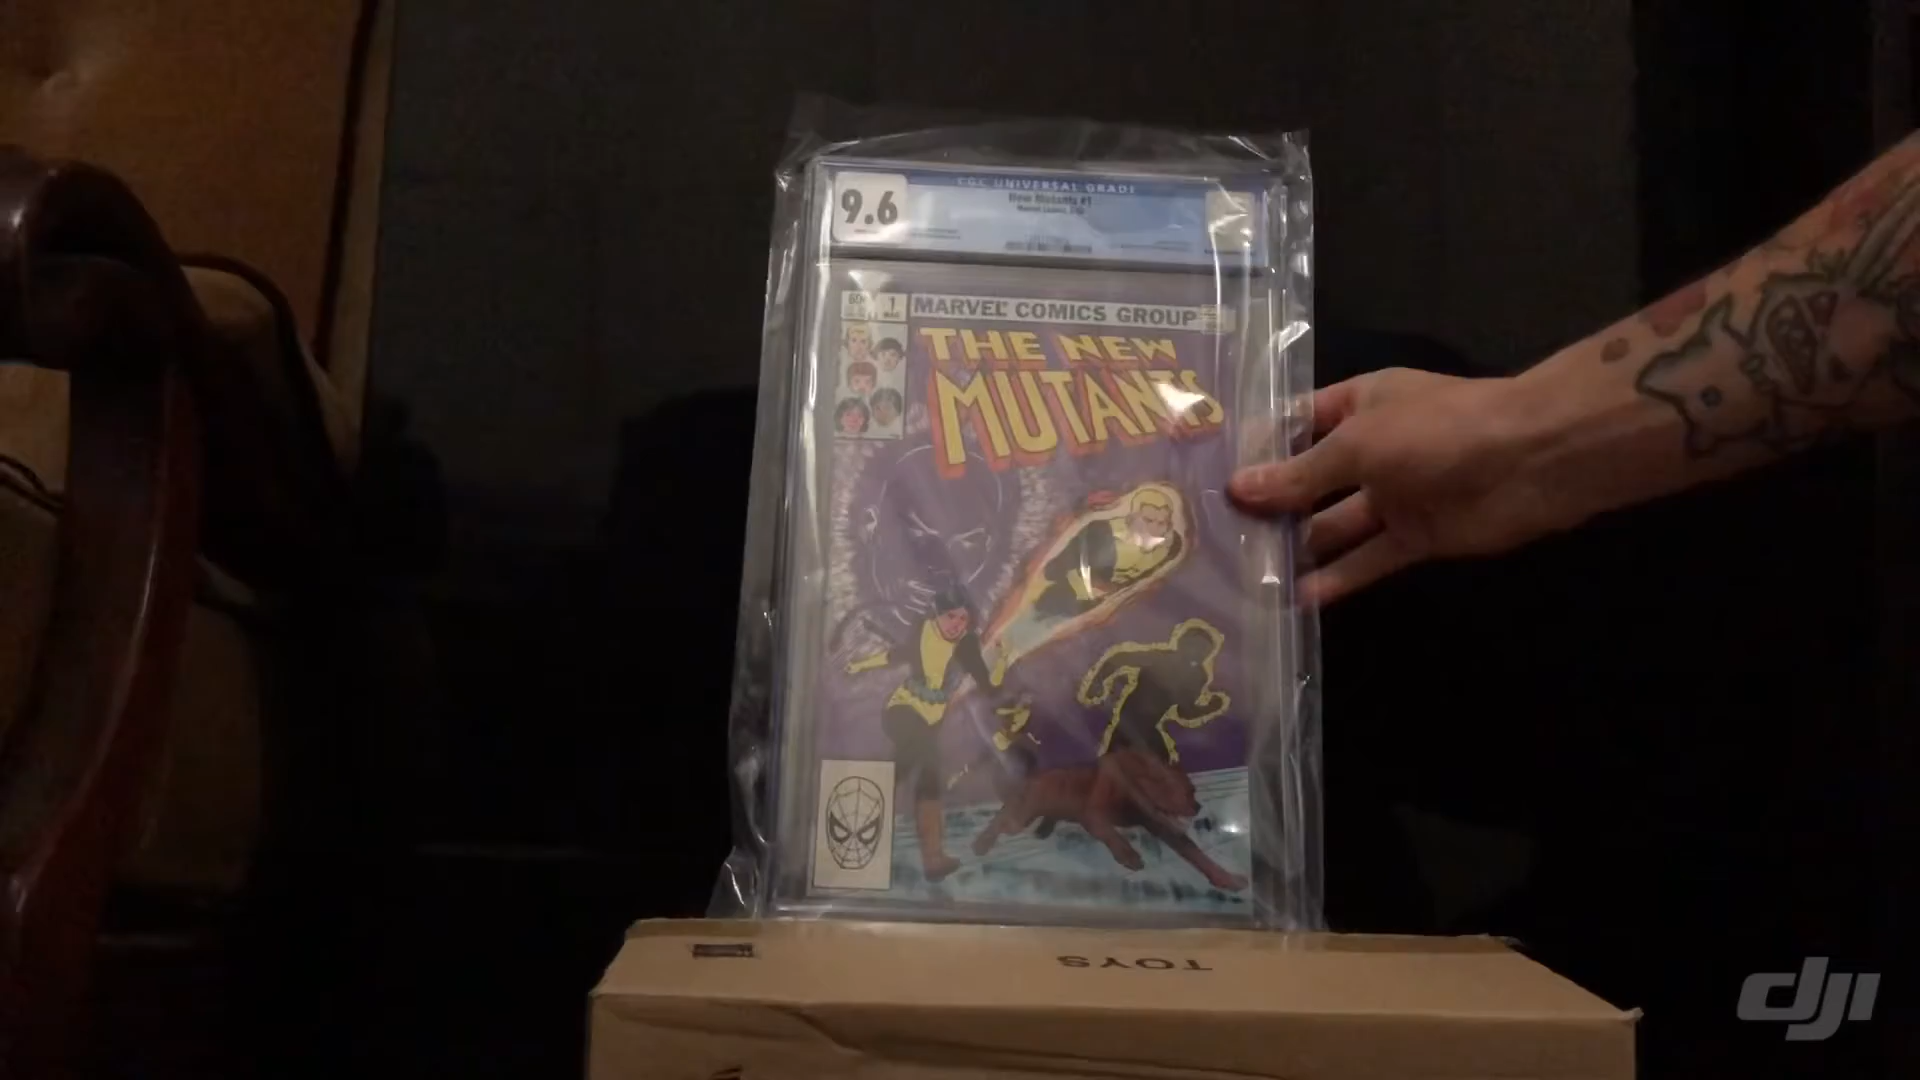 CGC UNIVERSAL GRADE
9.6
New Mutants #1
60¢
1
MAR
MARVEL COMICS GROUP
THE NEW
MUTANTS
TOYS
dji